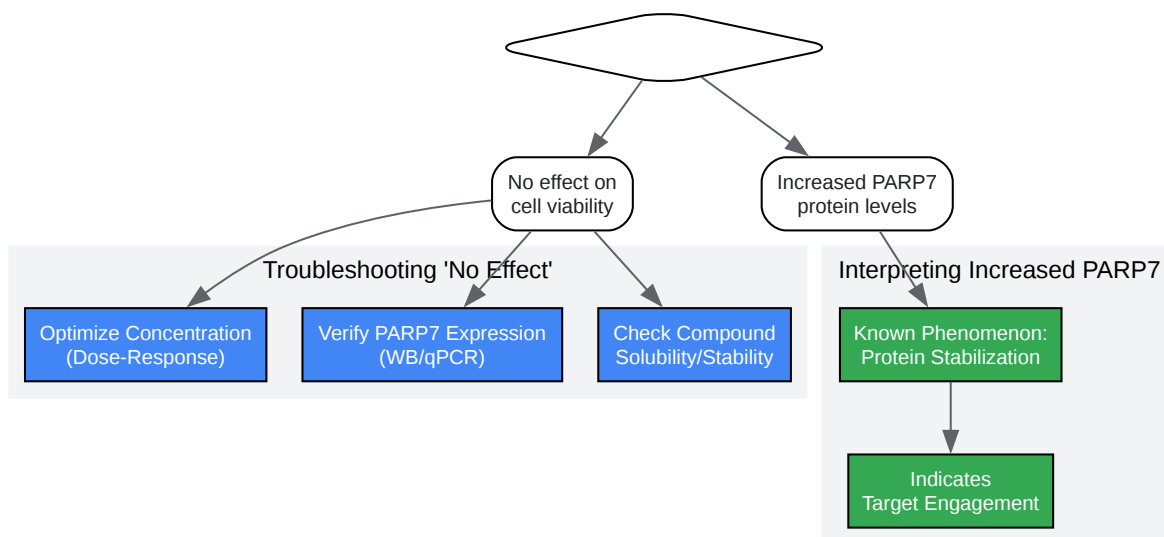 No effect on
cell viability
Increased PARP7
protein levels
Troubleshooting 'No Effect'
Optimize Concentration
(Dose-Response)
Verify PARP7 Expression
(WB/qPCR)
Check Compound
Solubility/Stability
Interpreting Increased PARP7
Known Phenomenon:
Protein Stabilization
Indicates
Target Engagement